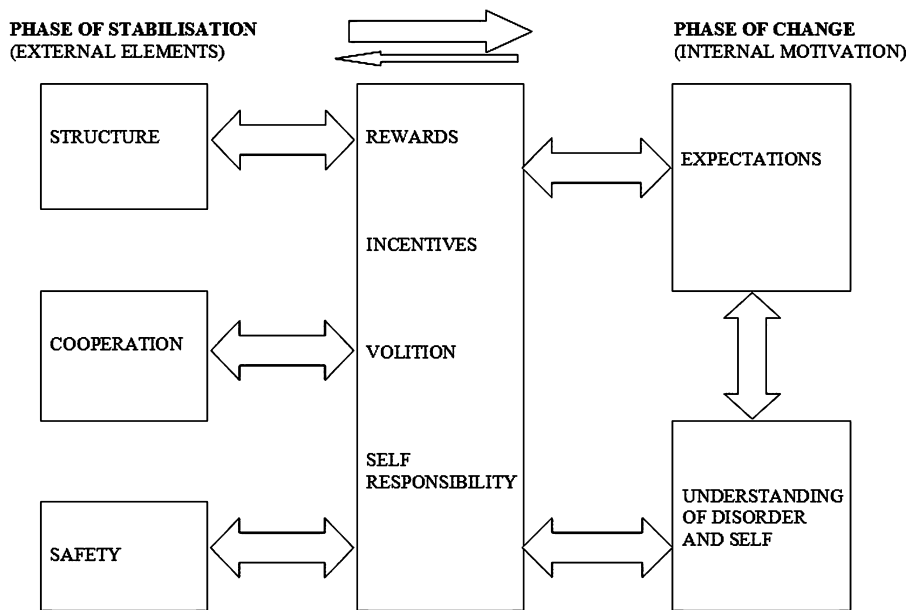 PHASE OF STABILISATION
(EXTERNAL ELEMENTS)
PHASE OF CHANGE
(INTERNAL MOTIVATION)
STRUCTURE
COOPERATION
SAFETY
REWARDS
INCENTIVES
VOLITION
SELF
RESPONSIBILITY
EXPECTATIONS
UNDERSTANDING
OF DISORDER
AND SELF